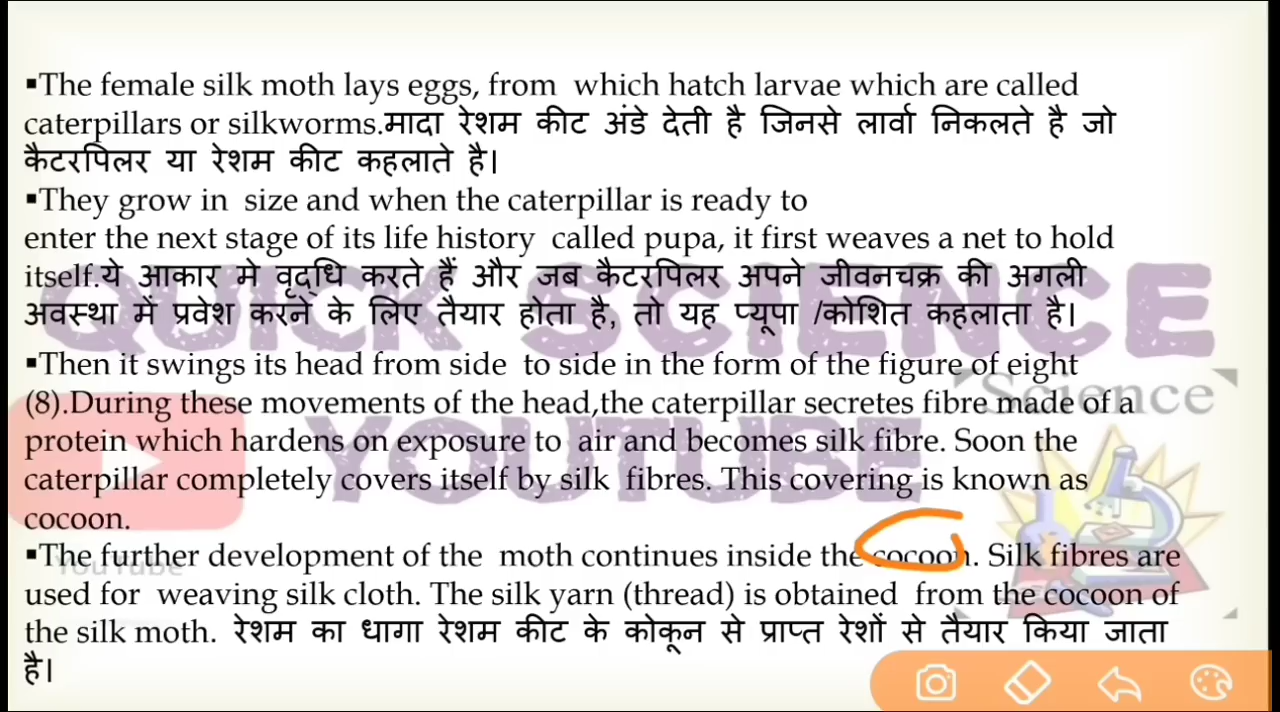 ▪The female silk moth lays eggs, from which hatch larvae which are called
caterpillars or silkworms.मादा रेशम कीट अंडे देती है जिनसे लार्वा निकलते है जो
कैटरपिलर या रेशम कीट कहलाते है।
▪They grow in size and when the caterpillar is ready to
enter the next stage of its life history called pupa, it first weaves a net to hold
itself.ये आकार मे वृद्धि करते हैं और जब कैटरपिलर अपने जीवनचक्र की अगली
अवस्था में प्रवेश करने के लिए तैयार होता है, तो यह प्यूपा /कोशित कहलाता है।
QUICK SCIENCE
▪Then it swings its head from side to side in the form of the figure of eight
Science
(8).During these movements of the head,the caterpillar secretes fibre made of a
protein which hardens on exposure to air and becomes silk fibre. Soon the
YOUTUBE
caterpillar completely covers itself by silk fibres. This covering is known as
cocoon.
▪The further development of the moth continues inside the cocoon. Silk fibres are
YouTube
used for weaving silk cloth. The silk yarn (thread) is obtained from the cocoon of
the silk moth. रेशम का धागा रेशम कीट के कोकून से प्राप्त रेशों से तैयार किया जाता
है।